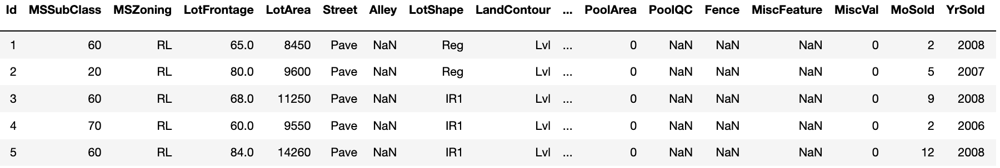 Id MSSubClass MSZoning LotFrontage LotArea Street Alley LotShape LandContour ... PoolArea PoolQC Fence MiscFeature MiscVal MoSold YrSold
1 60 RL 65.0 8450 Pave NaN Reg Lvl ... 0 NaN NaN NaN 0 2 2008
2 20 RL 80.0 9600 Pave NaN Reg Lvl ... 0 NaN NaN NaN 0 5 2007
3 60 RL 68.0 11250 Pave NaN IR1 Lvl ... 0 NaN NaN NaN 0 9 2008
4 70 RL 60.0 9550 Pave NaN IR1 Lvl ... 0 NaN NaN NaN 0 2 2006
5 60 RL 84.0 14260 Pave NaN IR1 Lvl ... 0 NaN NaN NaN 0 12 2008